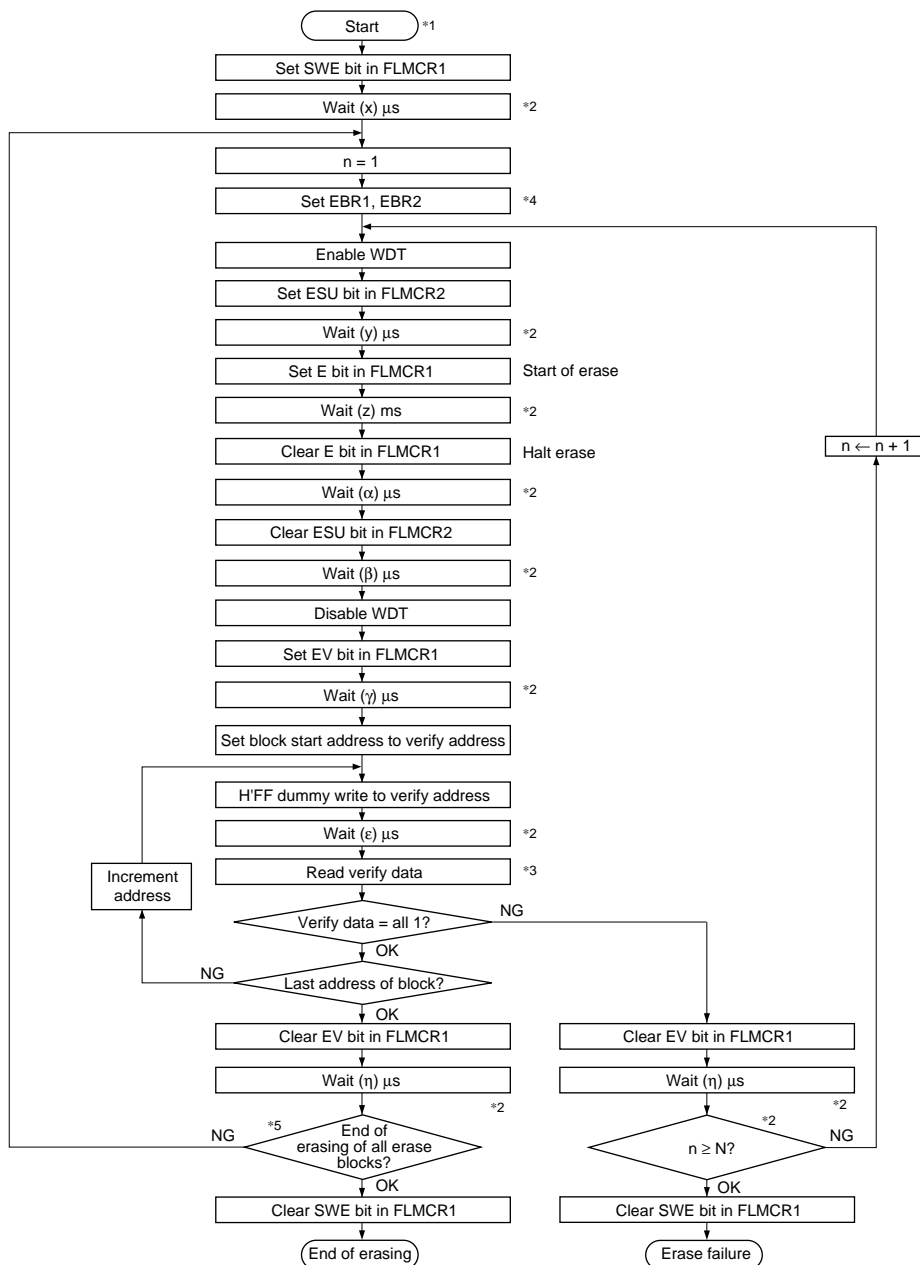 Start *1
Set SWE bit in FLMCR1
Wait (x) μs *2
n = 1
Set EBR1, EBR2 *4
Enable WDT
Set ESU bit in FLMCR2
Wait (y) μs *2
Set E bit in FLMCR1 Start of erase
Wait (z) ms *2
n ← n + 1
Clear E bit in FLMCR1 Halt erase
Wait (α) μs *2
Clear ESU bit in FLMCR2
Wait (β) μs *2
Disable WDT
Set EV bit in FLMCR1
Wait (γ) μs *2
Set block start address to verify address
H'FF dummy write to verify address
Wait (ε) μs *2
Increment
address
Read verify data *3
Verify data = all 1? NG
OK
NG Last address of block?
OK
Clear EV bit in FLMCR1 Clear EV bit in FLMCR1
Wait (η) μs Wait (η) μs
*2 *2
NG *5 End of
erasing of all erase
blocks?
*2 n ≥ N? NG
OK OK
Clear SWE bit in FLMCR1 Clear SWE bit in FLMCR1
End of erasing Erase failure